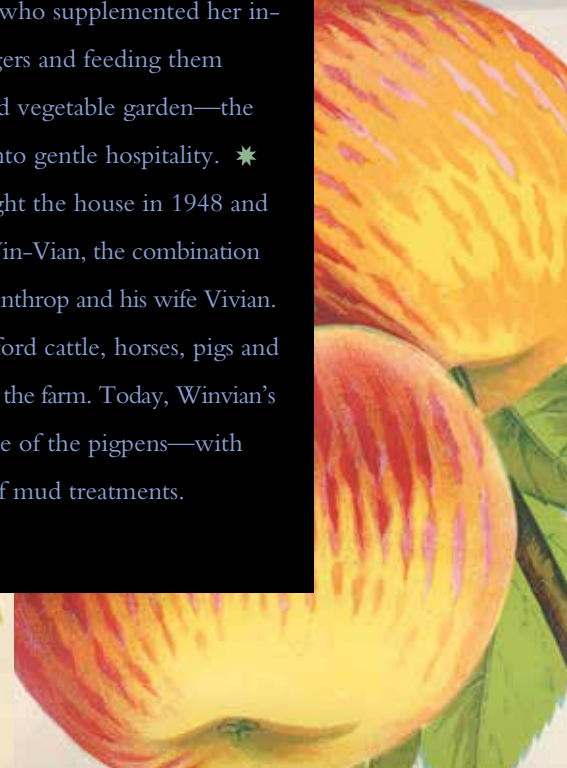 who supplemented her in-
gers and feeding them
d vegetable garden—the
nto gentle hospitality. ✷
ght the house in 1948 and
Vin-Vian, the combination
nthrop and his wife Vivian.
ford cattle, horses, pigs and
the farm. Today, Winvian's
e of the pigpens—with
f mud treatments.